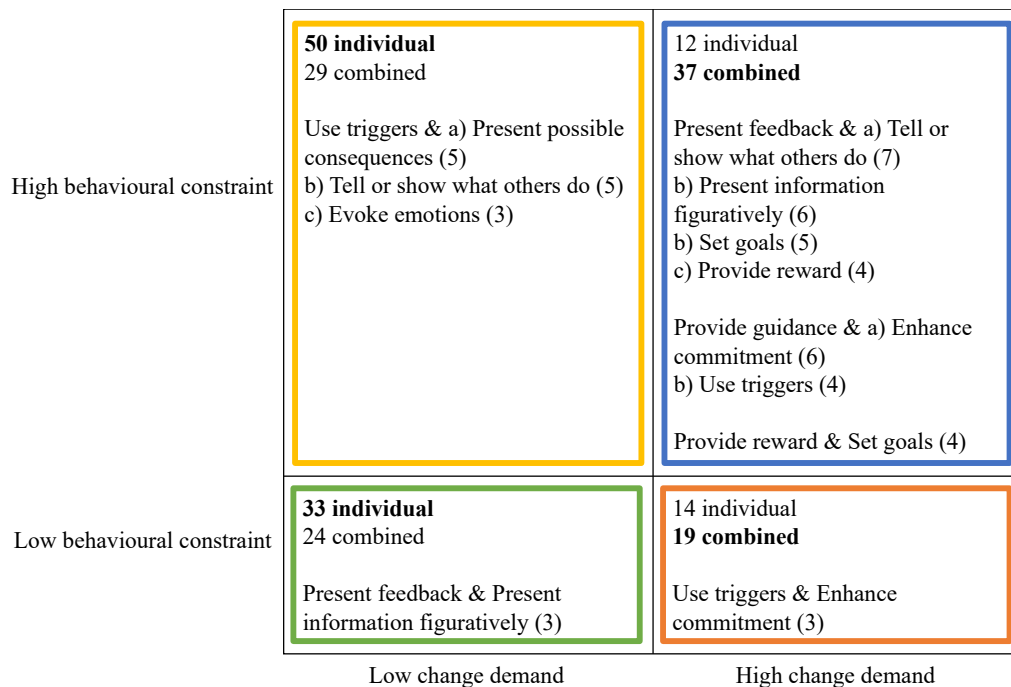 50 individual
29 combined
Use triggers & a) Present possible
consequences (5)
b) Tell or show what others do (5)
c) Evoke emotions (3)
12 individual
37 combined
Present feedback & a) Tell or
show what others do (7)
b) Present information
figuratively (6)
b) Set goals (5)
c) Provide reward (4)
Provide guidance & a) Enhance
commitment (6)
b) Use triggers (4)
Provide reward & Set goals (4)
High behavioural constraint
33 individual
24 combined
Present feedback & Present
information figuratively (3)
14 individual
19 combined
Use triggers & Enhance
commitment (3)
Low behavioural constraint
Low change demand
High change demand